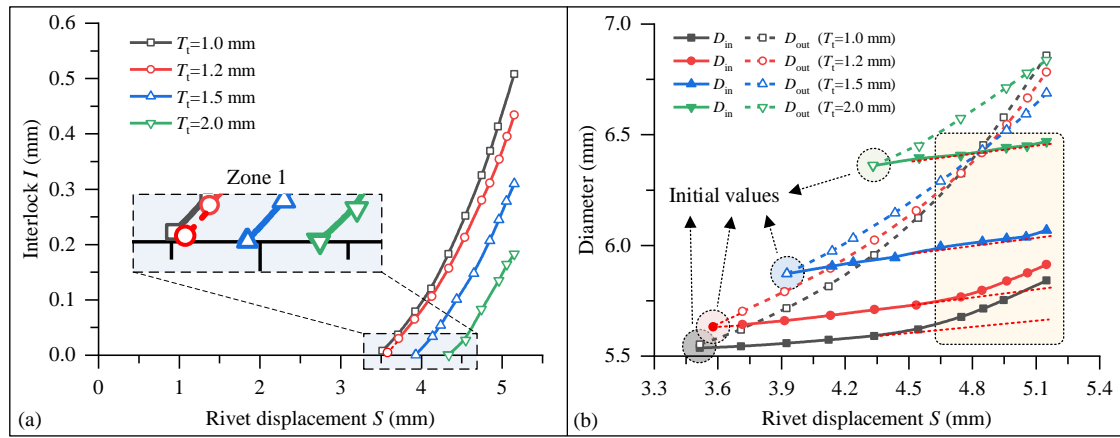 0.6
0.5
0.4
0.3
0.2
0.1
0.0
Interlock I (mm)
Tt=1.0 mm
Tt=1.2 mm
Tt=1.5 mm
Tt=2.0 mm
Zone 1
0 1 2 3 4 5
Rivet displacement S (mm)
(a)
7.0
6.5
6.0
5.5
Diameter (mm)
Din Dout (Tt=1.0 mm)
Din Dout (Tt=1.2 mm)
Din Dout (Tt=1.5 mm)
Din Dout (Tt=2.0 mm)
Initial values
3.3 3.6 3.9 4.2 4.5 4.8 5.1 5.4
Rivet displacement S (mm)
(b)